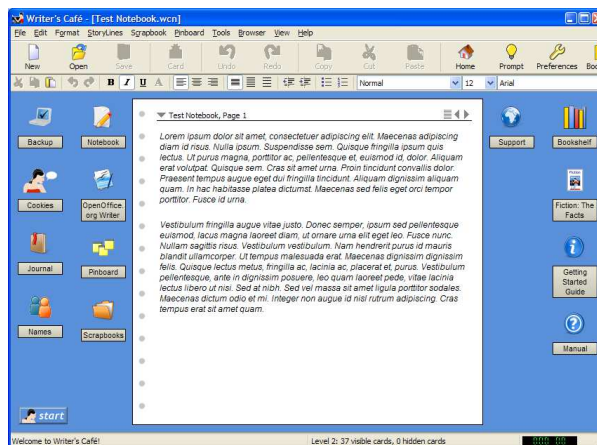 Writer's Café - [Test Notebook.wcn]
File Edit Format StoryLines Scrapbook Pinboard Tools Browser View Help
New Open Save Card Undo Redo Copy Cut Paste Home Prompt Preferences
B I U A Normal 12 Arial
Test Notebook, Page 1
Lorem ipsum dolor sit amet, consectetuer adipiscing elit. Maecenas adipiscing
diam id risus. Nulla ipsum. Suspendisse sem. Quisque fringilla ipsum quis
lectus. Ut purus magna, porttitor ac, pellentesque et, euismod id, dolor. Aliquam
erat volutpat. Quisque sem. Cras sit amet urna. Proin tincidunt convallis dolor.
Praesent tempus augue eget dui fringilla tincidunt. Aliquam dignissim aliquam
quam. In hac habitasse platea dictumst. Maecenas sed felis eget orci tempor
porttitor. Fusce id urna.
Vestibulum fringilla augue vitae justo. Donec semper, ipsum sed pellentesque
euismod, lacus magna laoreet diam, ut ornare urna elit eget leo. Fusce nunc.
Nullam sagittis risus. Vestibulum vestibulum. Nam hendrerit purus id mauris
blandit ullamcorper. Ut tempus malesuada erat. Maecenas dignissim dignissim
felis. Quisque lectus metus, fringilla ac, lacinia ac, placerat et, purus. Vestibulum
pellentesque, ante in dignissim posuere, leo quam laoreet pede, vitae lacinia
lectus libero ut nisi. Sed at nibh. Sed vel massa sit amet ligula porttitor sodales.
Maecenas dictum odio et mi. Integer non augue id nisl rutrum adipiscing. Cras
tempus erat sit amet quam.
Backup
Notebook
Cookies
OpenOffice.
org Writer
Journal
Pinboard
Names
Scrapbooks
Support
Bookshelf
Fiction: The
Facts
Getting
Started
Guide
Manual
start
Welcome to Writer's Café!
Level 2: 37 visible cards, 0 hidden cards